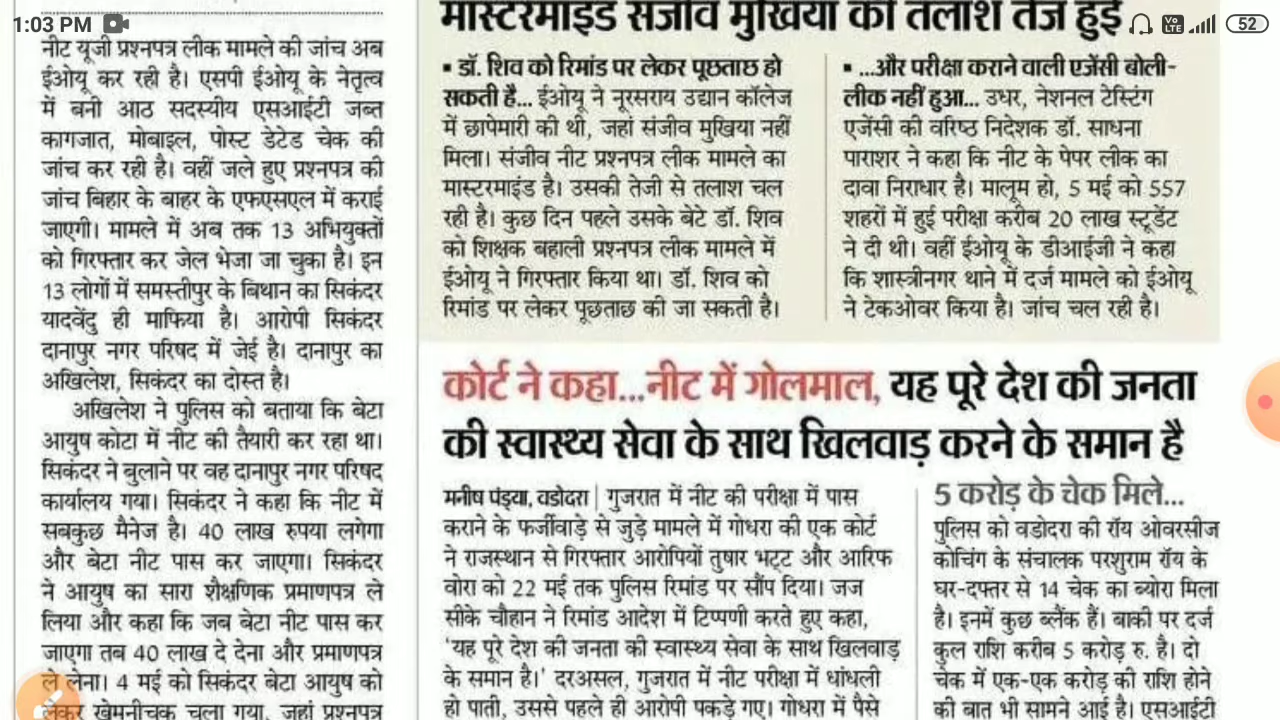 1:03 PM
Vo LTE
52
नीट यूजी प्रश्नपत्र लीक मामले की जांच अब
ईओयू कर रही है। एसपी ईओयू के नेतृत्व
में बनी आठ सदस्यीय एसआईटी जब्त
कागजात, मोबाइल, पोस्ट डेटेड चेक की
जांच कर रही है। वहीं जले हुए प्रश्नपत्र की
जांच बिहार के बाहर के एफएसएल में कराई
जाएगी। मामले में अब तक 13 अभियुक्तों
को गिरफ्तार कर जेल भेजा जा चुका है। इन
13 लोगों में समस्तीपुर के बिथान का सिकंदर
यादवेंदु ही माफिया है। आरोपी सिकंदर
दानापुर नगर परिषद में जेई है। दानापुर का
अखिलेश, सिकंदर का दोस्त है।
अखिलेश ने पुलिस को बताया कि बेटा
आयुष कोटा में नीट की तैयारी कर रहा था।
सिकंदर ने बुलाने पर वह दानापुर नगर परिषद
कार्यालय गया। सिकंदर ने कहा कि नीट में
सबकुछ मैनेज है। 40 लाख रुपया लगेगा
और बेटा नीट पास कर जाएगा। सिकंदर
ने आयुष का सारा शैक्षणिक प्रमाणपत्र ले
लिया और कहा कि जब बेटा नीट पास कर
जाएगा तब 40 लाख दे देना और प्रमाणपत्र
ले लेना। 4 मई को सिकंदर बेटा आयुष को
लेकर खेमनीचक चला गया, जहां प्रश्नपत्र
मास्टरमाइंड संजीव मुखिया की तलाश तेज हुई
▪ डॉ. शिव को रिमांड पर लेकर पूछताछ हो
सकती है... ईओयू ने नूरसराय उद्यान कॉलेज
में छापेमारी की थी, जहां संजीव मुखिया नहीं
मिला। संजीव नीट प्रश्नपत्र लीक मामले का
मास्टरमाइंड है। उसकी तेजी से तलाश चल
रही है। कुछ दिन पहले उसके बेटे डॉ. शिव
को शिक्षक बहाली प्रश्नपत्र लीक मामले में
ईओयू ने गिरफ्तार किया था। डॉ. शिव को
रिमांड पर लेकर पूछताछ की जा सकती है।
▪ ...और परीक्षा कराने वाली एजेंसी बोली-
लीक नहीं हुआ... उधर, नेशनल टेस्टिंग
एजेंसी की वरिष्ठ निदेशक डॉ. साधना
पाराशर ने कहा कि नीट के पेपर लीक का
दावा निराधार है। मालूम हो, 5 मई को 557
शहरों में हुई परीक्षा करीब 20 लाख स्टूडेंट
ने दी थी। वहीं ईओयू के डीआईजी ने कहा
कि शास्त्रीनगर थाने में दर्ज मामले को ईओयू
ने टेकओवर किया है। जांच चल रही है।
कोर्ट ने कहा...नीट में गोलमाल, यह पूरे देश की जनता
की स्वास्थ्य सेवा के साथ खिलवाड़ करने के समान है
मनीष पंड्या, वडोदरा | गुजरात में नीट की परीक्षा में पास
कराने के फर्जीवाड़े से जुड़े मामले में गोधरा की एक कोर्ट
ने राजस्थान से गिरफ्तार आरोपियों तुषार भट्ट और आरिफ
वोरा को 22 मई तक पुलिस रिमांड पर सौंप दिया। जज
सीके चौहान ने रिमांड आदेश में टिप्पणी करते हुए कहा,
'यह पूरे देश की जनता की स्वास्थ्य सेवा के साथ खिलवाड़
के समान है।' दरअसल, गुजरात में नीट परीक्षा में धांधली
हो पाती, उससे पहले ही आरोपी पकड़े गए। गोधरा में पैसे
5 करोड़ के चेक मिले...
पुलिस को वडोदरा की रॉय ओवरसीज
कोचिंग के संचालक परशुराम रॉय के
घर-दफ्तर से 14 चेक का ब्योरा मिला
है। इनमें कुछ ब्लैंक हैं। बाकी पर दर्ज
कुल राशि करीब 5 करोड़ रु. है। दो
चेक में एक-एक करोड़ की राशि होने
की बात भी सामने आई है। एसआईटी